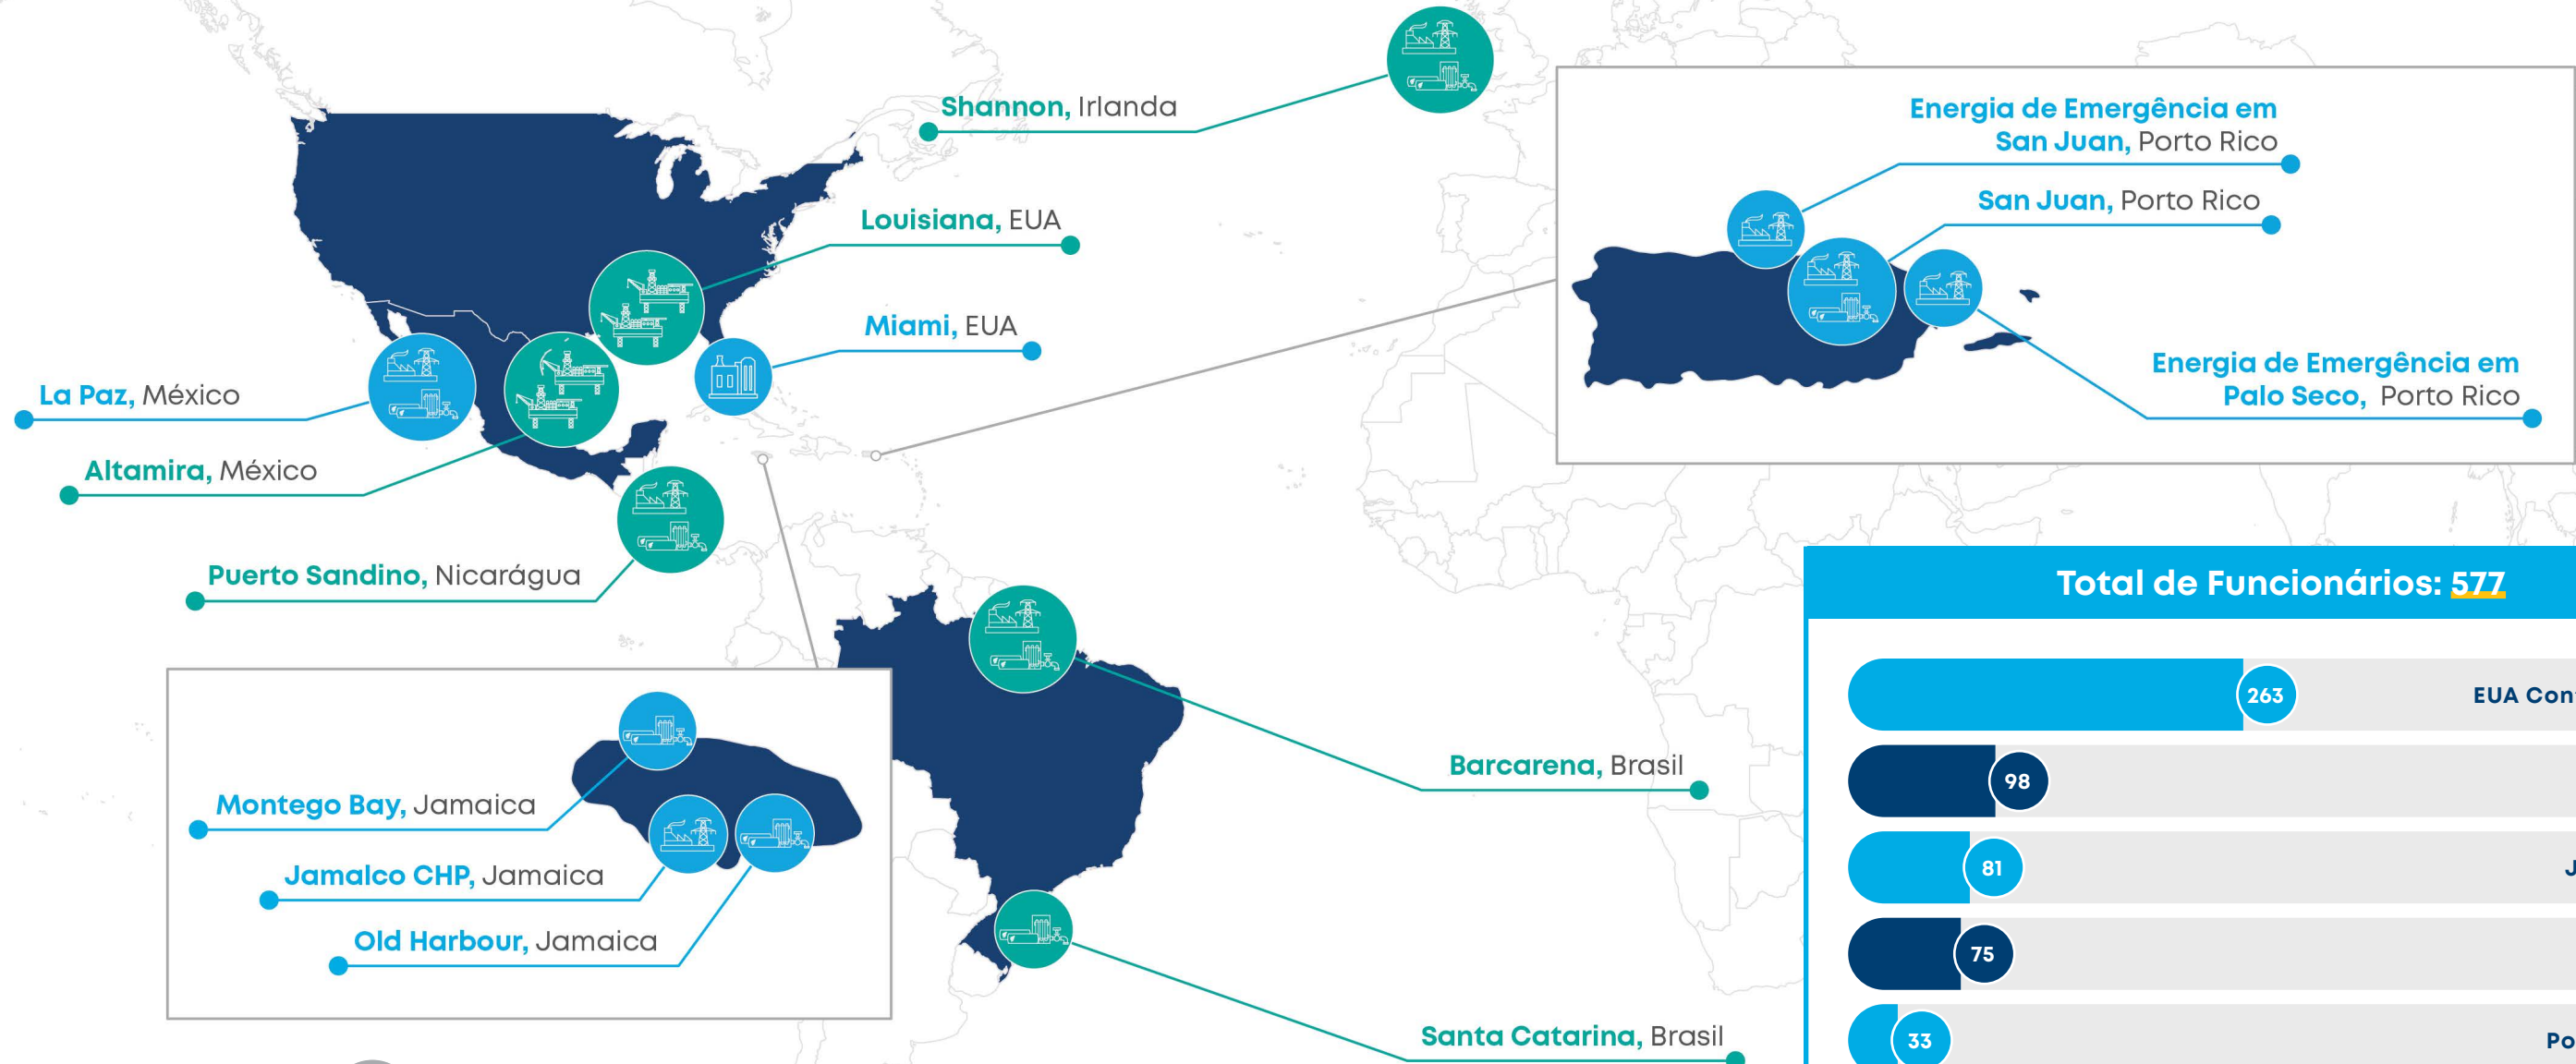 Shannon, Irlanda
Louisiana, EUA
Miami, EUA
La Paz, México
Altamira, México
Puerto Sandino, Nicarágua
Energia de Emergência em
San Juan, Porto Rico
San Juan, Porto Rico
Energia de Emergência em
Palo Seco, Porto Rico
Montego Bay, Jamaica
Jamalco CHP, Jamaica
Old Harbour, Jamaica
Barcarena, Brasil
Santa Catarina, Brasil
Total de Funcionários: 577
263 EUA
98
81
75
33